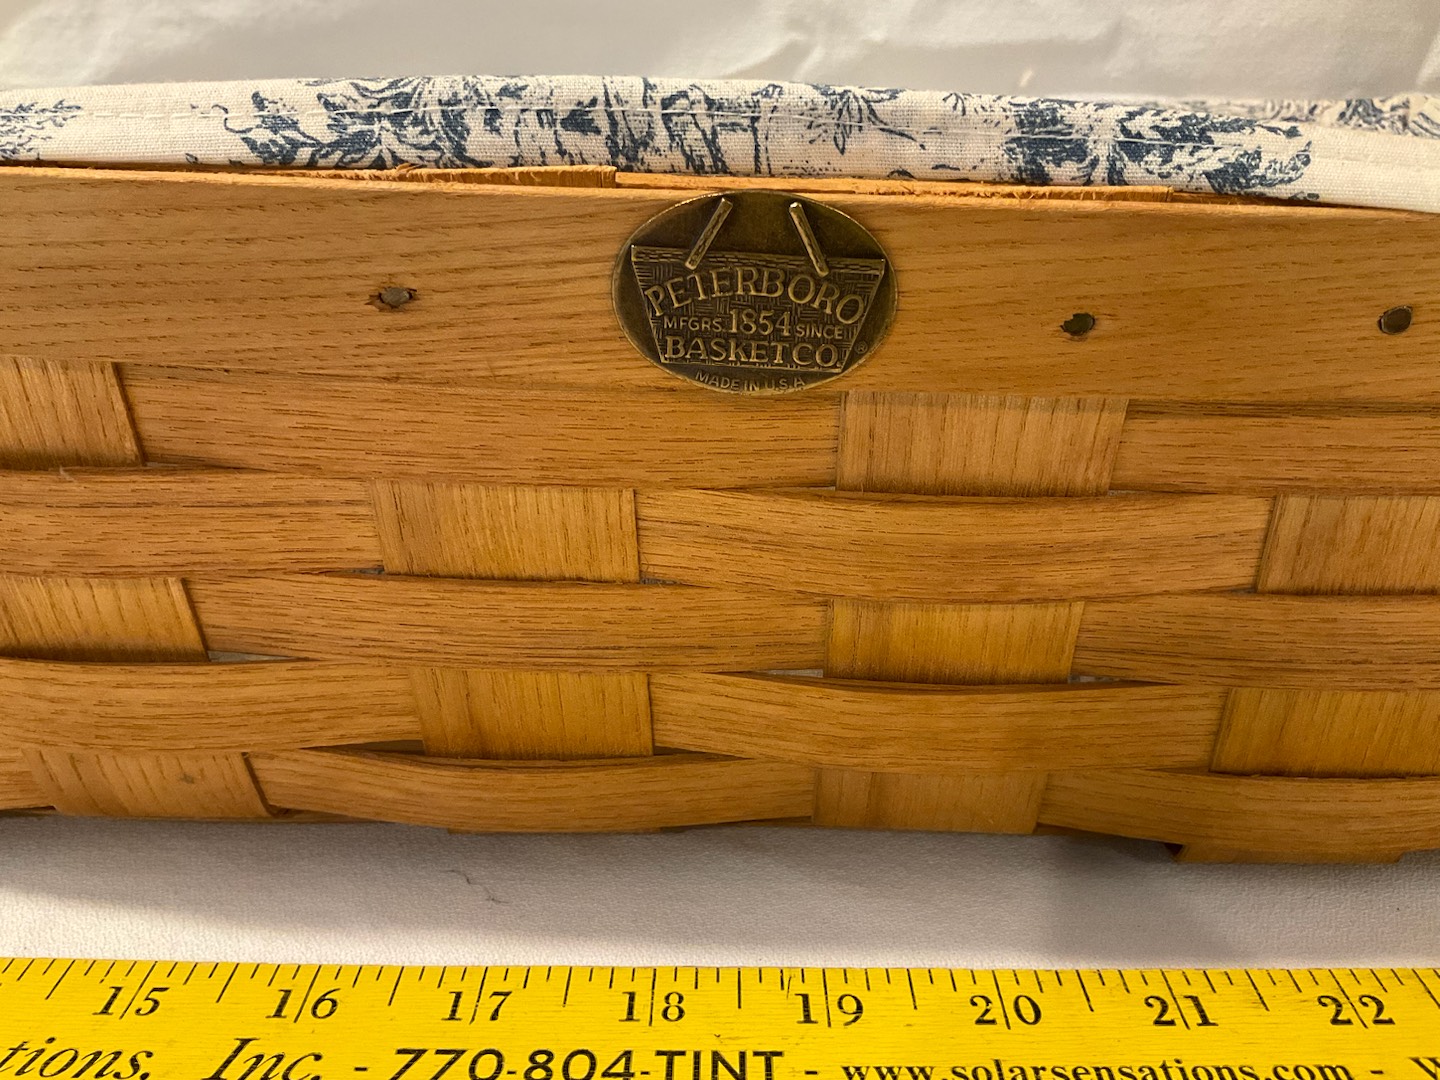 PETERBORO
MFGRS. 1854 SINCE
BASKET CO. ®
MADE IN U.S.A
15 16 17 18 19 20 21 22
tions, Inc. - 770-804-TINT - www.solarsensations.com -